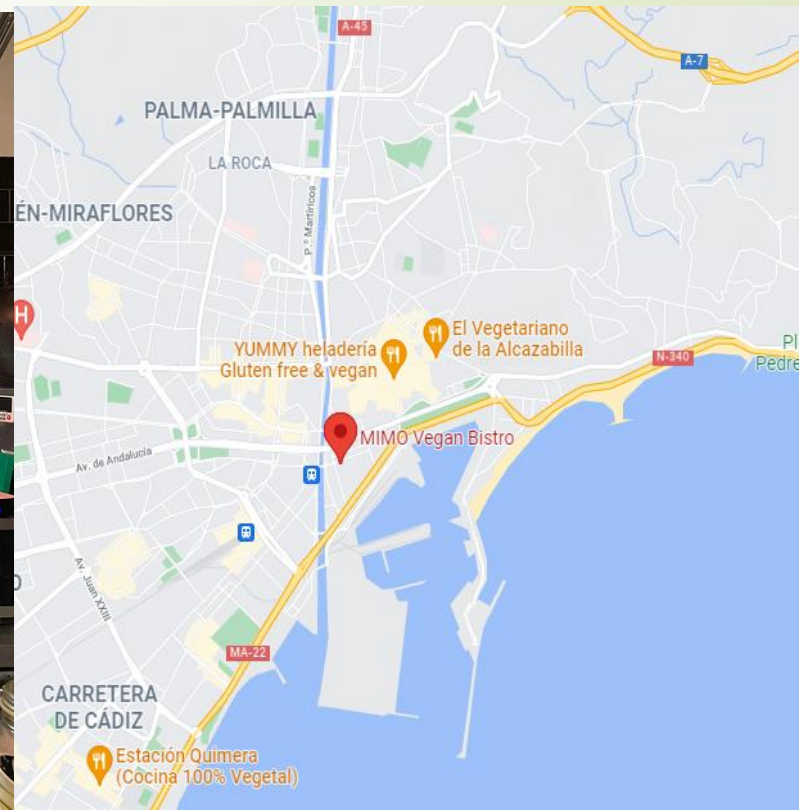 A-45
A-7
PALMA-PALMILLA
LA ROCA
P.º Martiricos
ÉN-MIRAFLORES
H
El Vegetariano
de la Alcazabilla
YUMMY heladería
Gluten free & vegan
N-340
Pl
Pedre
MIMO Vegan Bistro
Av. de Andalucía
Av. Juan XXIII
MA-22
CARRETERA
DE CÁDIZ
Estación Quimera
(Cocina 100% Vegetal)